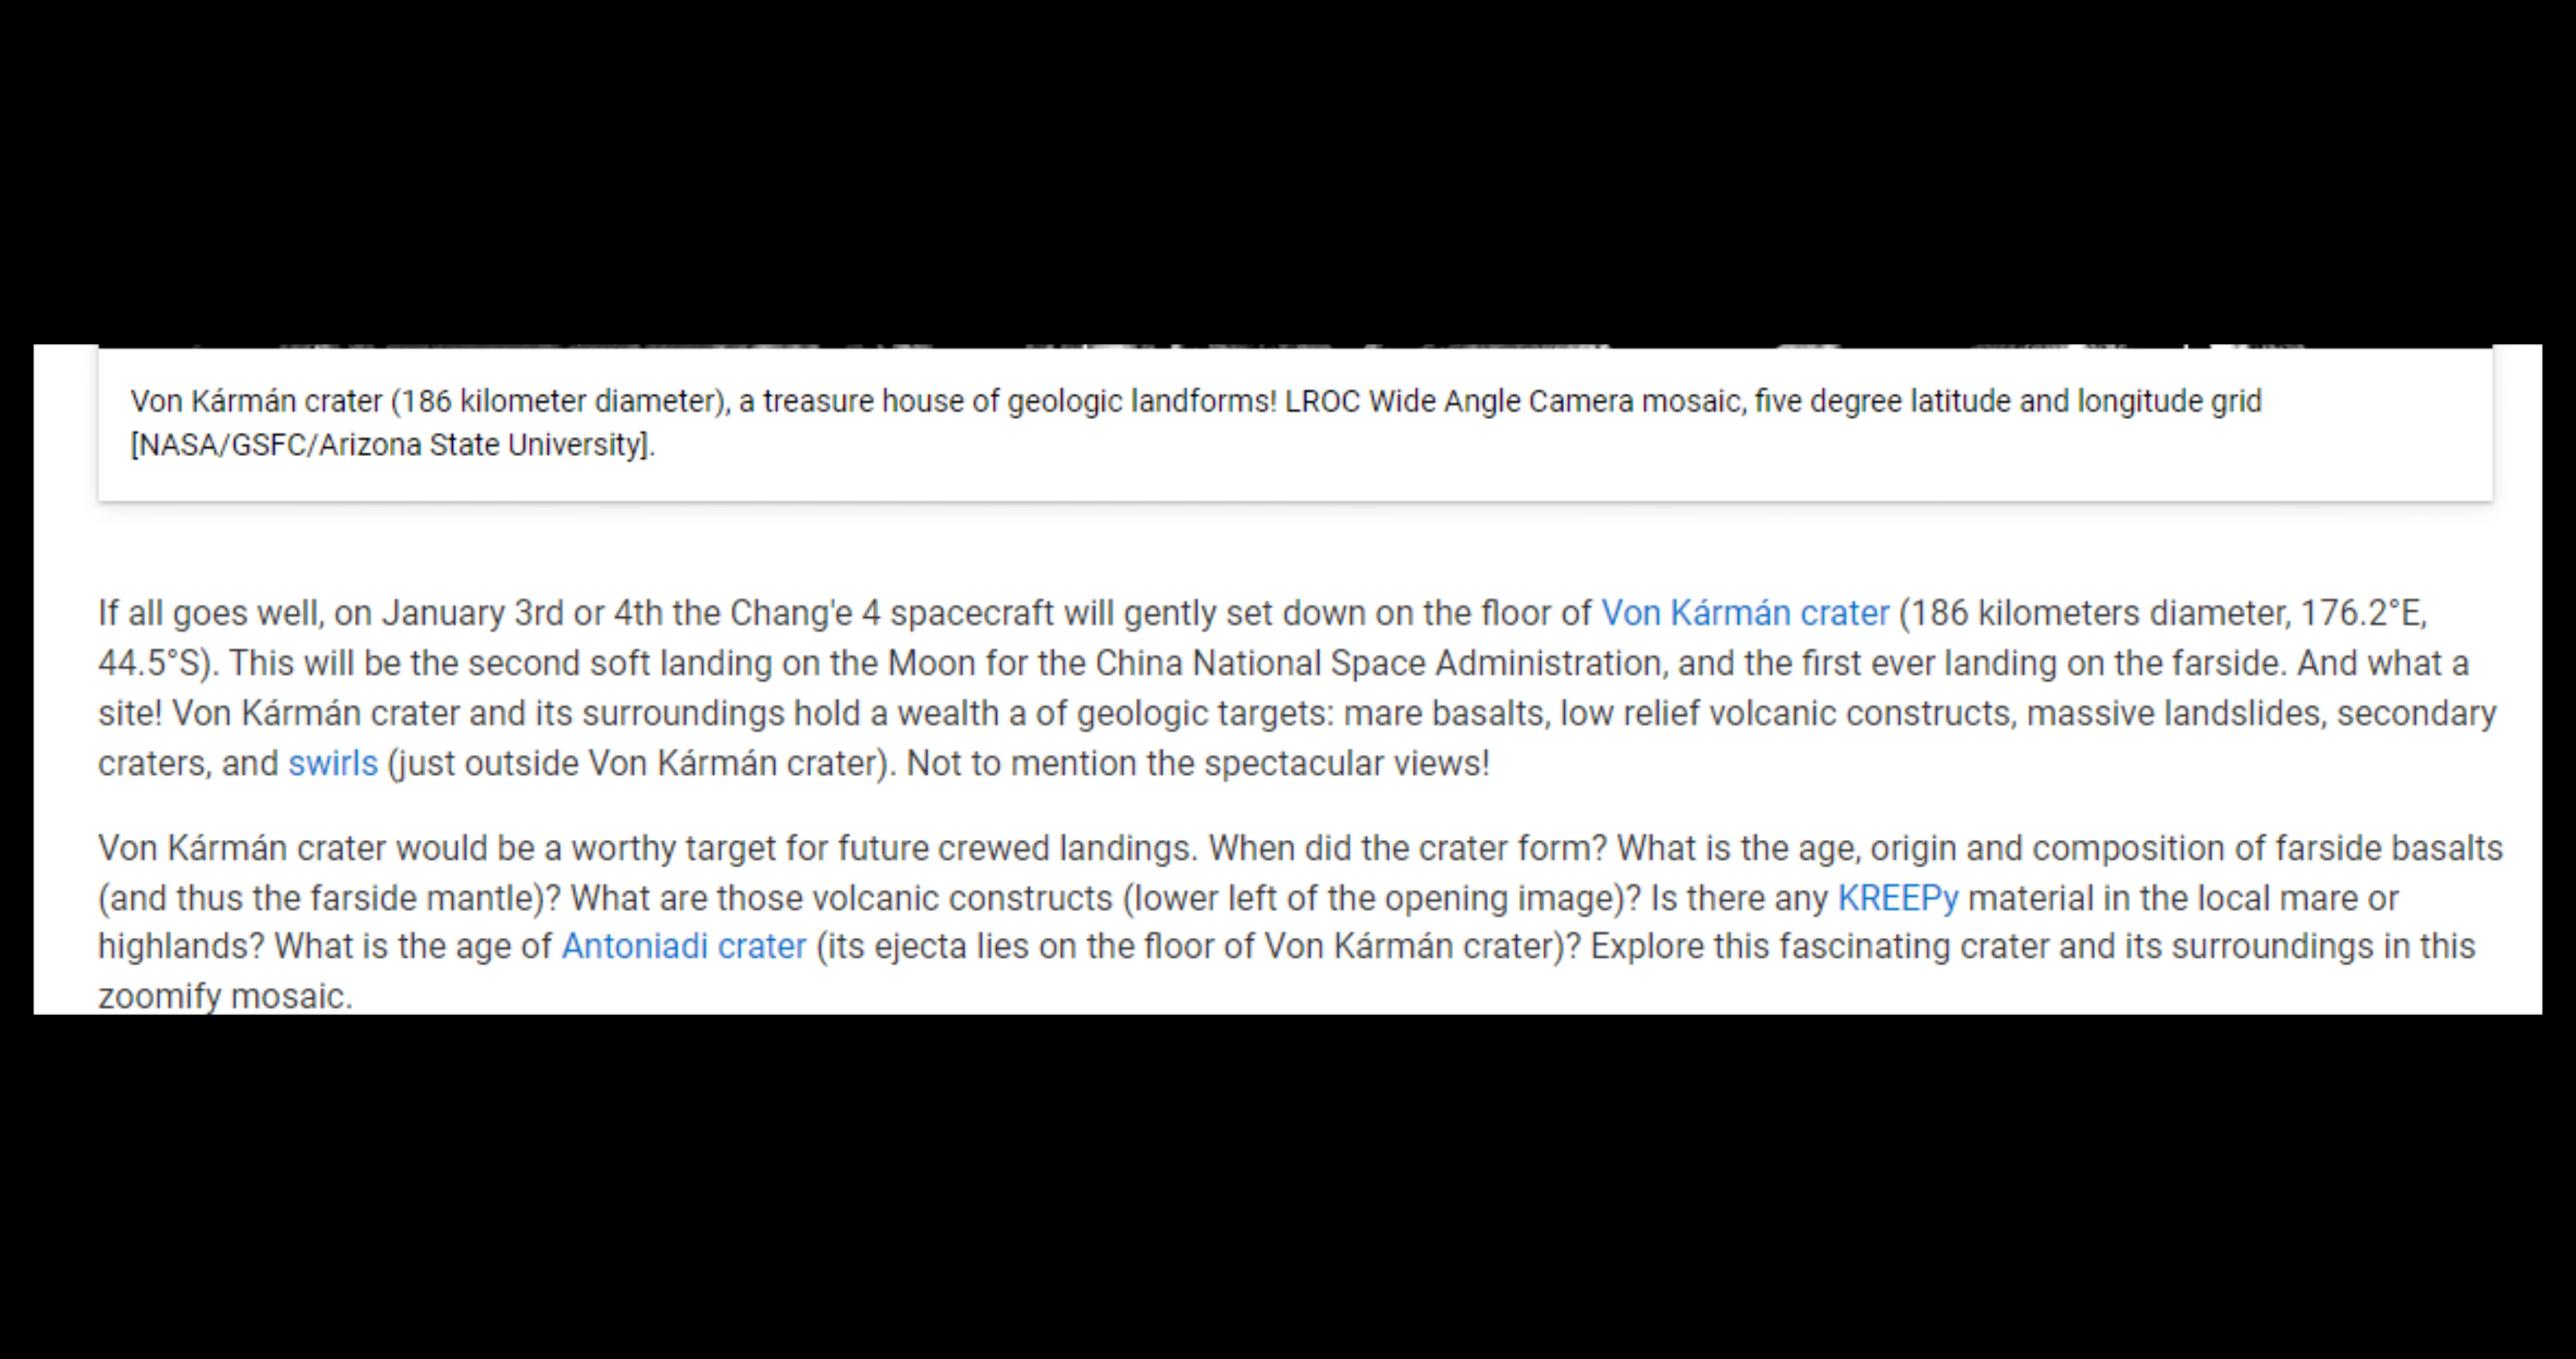 Von Kármán crater (186 kilometer diameter), a treasure house of geologic landforms! LROC Wide Angle Camera mosaic, five degree latitude and longitude grid
[NASA/GSFC/Arizona State University].
If all goes well, on January 3rd or 4th the Chang'e 4 spacecraft will gently set down on the floor of Von Kármán crater (186 kilometers diameter, 176.2°E,
44.5°S). This will be the second soft landing on the Moon for the China National Space Administration, and the first ever landing on the farside. And what a
site! Von Kármán crater and its surroundings hold a wealth a of geologic targets: mare basalts, low relief volcanic constructs, massive landslides, secondary
craters, and swirls (just outside Von Kármán crater). Not to mention the spectacular views!
Von Kármán crater would be a worthy target for future crewed landings. When did the crater form? What is the age, origin and composition of farside basalts
(and thus the farside mantle)? What are those volcanic constructs (lower left of the opening image)? Is there any KREEPy material in the local mare or
highlands? What is the age of Antoniadi crater (its ejecta lies on the floor of Von Kármán crater)? Explore this fascinating crater and its surroundings in this
zoomify mosaic.